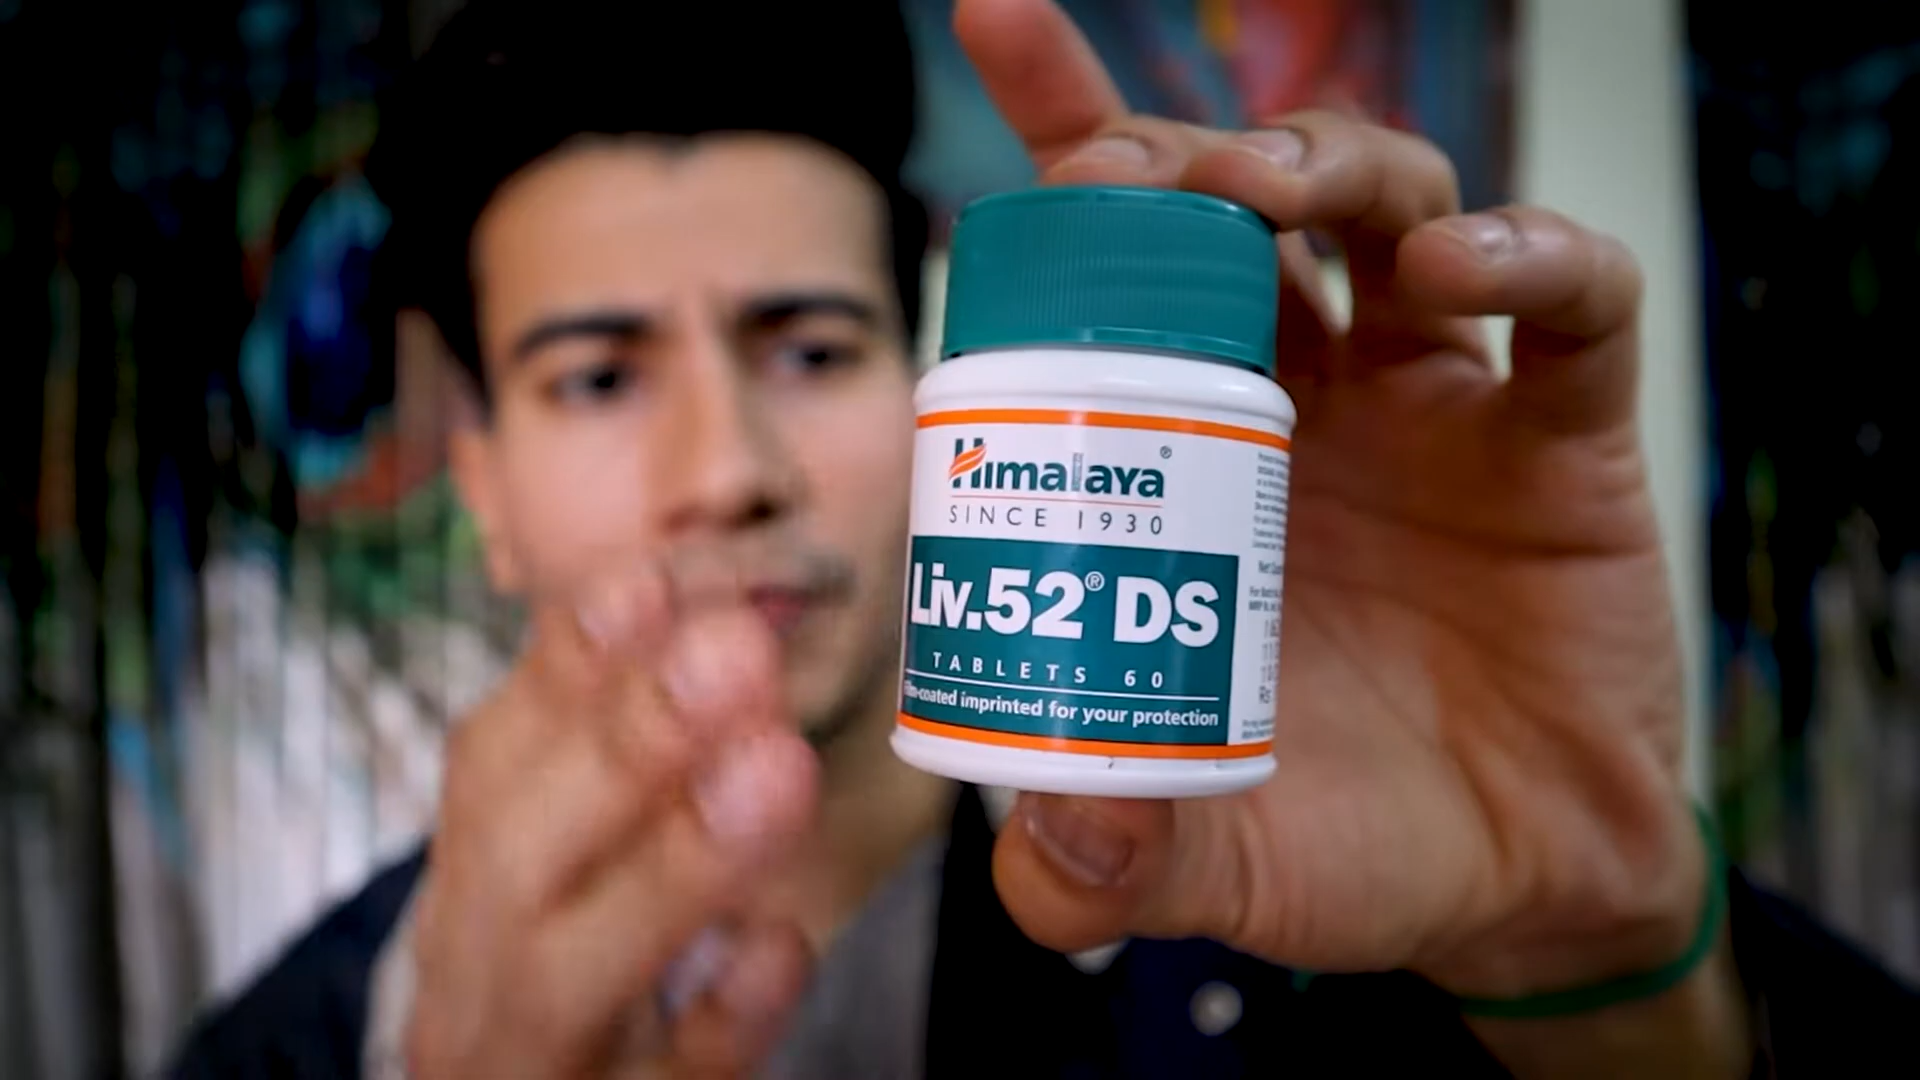 Himalaya®
SINCE 1930
Liv.52® DS
TABLETS 60
Film-coated imprinted for your protection